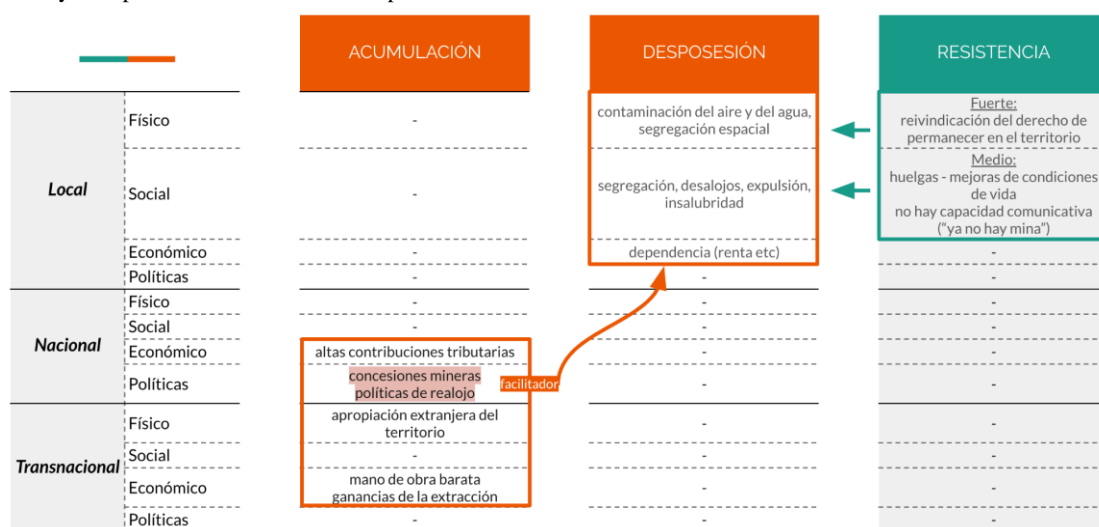 ACUMULACIÓN DESPOSESIÓN RESISTENCIA
Local
Físico
-
contaminación del aire y del agua,
segregación espacial
Fuerte:
reivindicación del derecho de
permanecer en el territorio
Social
-
segregación, desalojos, expulsión,
insalubridad
Medio:
huelgas - mejoras de condiciones
de vida
no hay capacidad comunicativa
("ya no hay mina")
Económico - dependencia (renta etc) -
Políticas - - -
Nacional
Físico - - -
Social - - -
Económico altas contribuciones tributarias - -
Políticas
concesiones mineras
políticas de realojo
facilitador
- -
Transnacional
Físico
apropiación extranjera del
territorio
- -
Social - - -
Económico
mano de obra barata
ganancias de la extracción
- -
Políticas - - -